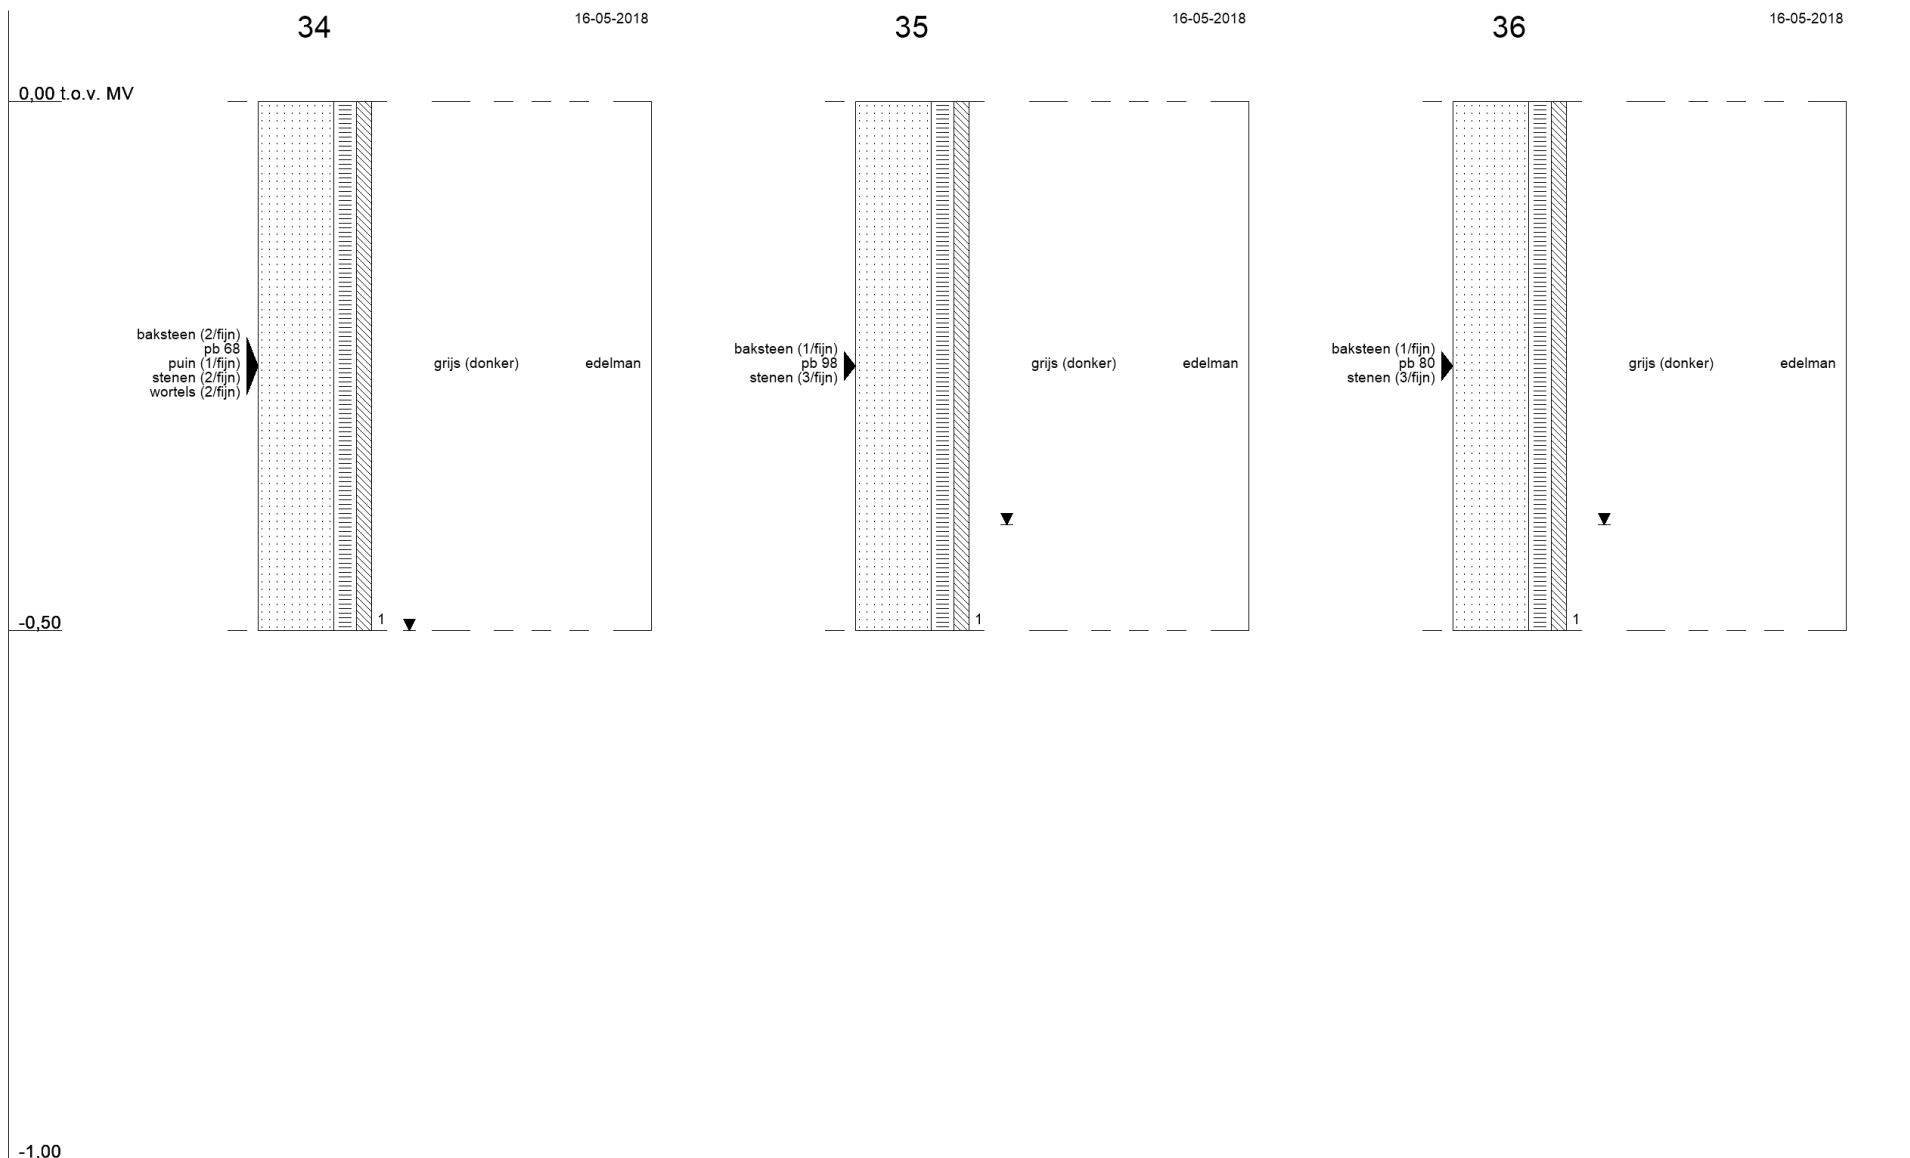 34
16-05-2018
35
16-05-2018
36
16-05-2018
0,00 t.o.v. MV
baksteen (2/fijn)
pb 68
puin (1/fijn)
stenen (2/fijn)
wortels (2/fijn)
grijs (donker)
edelman
baksteen (1/fijn)
pb 98
stenen (3/fijn)
grijs (donker)
edelman
baksteen (1/fijn)
pb 80
stenen (3/fijn)
grijs (donker)
edelman
-0,50
1
1
1
-1,00